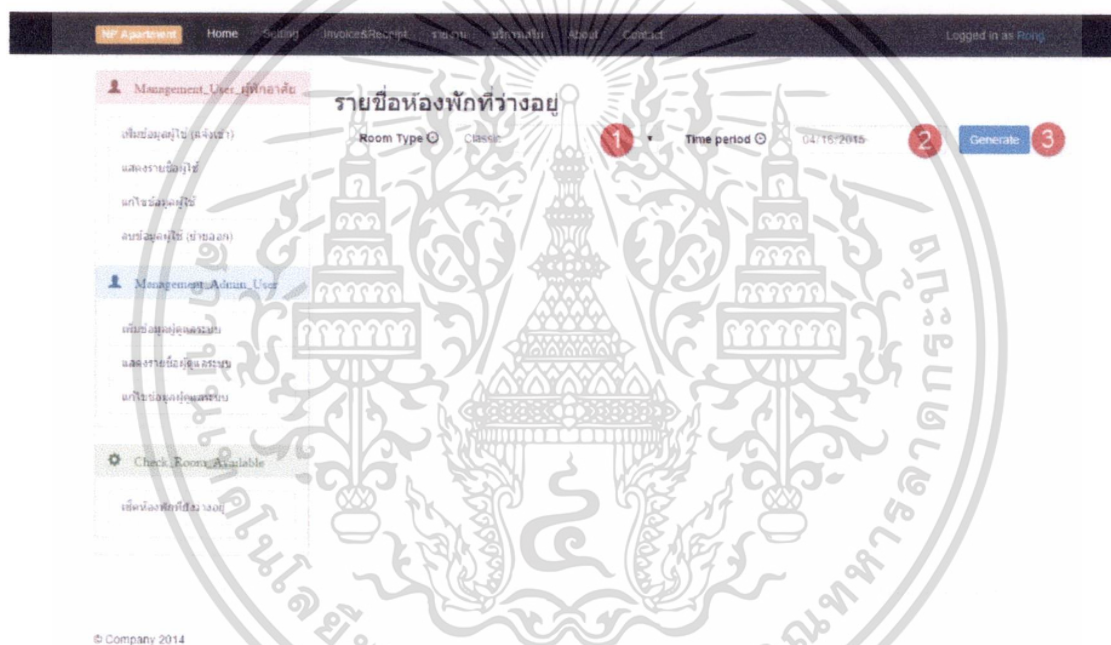 NP Apartment Home Setting Invoice&Receipt รายงาน บริการเสริม About Contact Logged in as Rong
Management_User_ผู้พักอาศัย
เพิ่มข้อมูลผู้ใช้ (แจ้งเข้า)
แสดงรายชื่อผู้ใช้
แก้ไขข้อมูลผู้ใช้
ลบข้อมูลผู้ใช้ (ย้ายออก)
Management_Admin_User
เพิ่มข้อมูลผู้ดูแลระบบ
แสดงรายชื่อผู้ดูแลระบบ
แก้ไขข้อมูลผู้ดูแลระบบ
Check_Room_Available
เช็คห้องพักที่ยังว่างอยู่
รายชื่อห้องพักที่ว่างอยู่
Room Type Classic 1 Time period 04/16/2015 2 Generate 3
© Company 2014